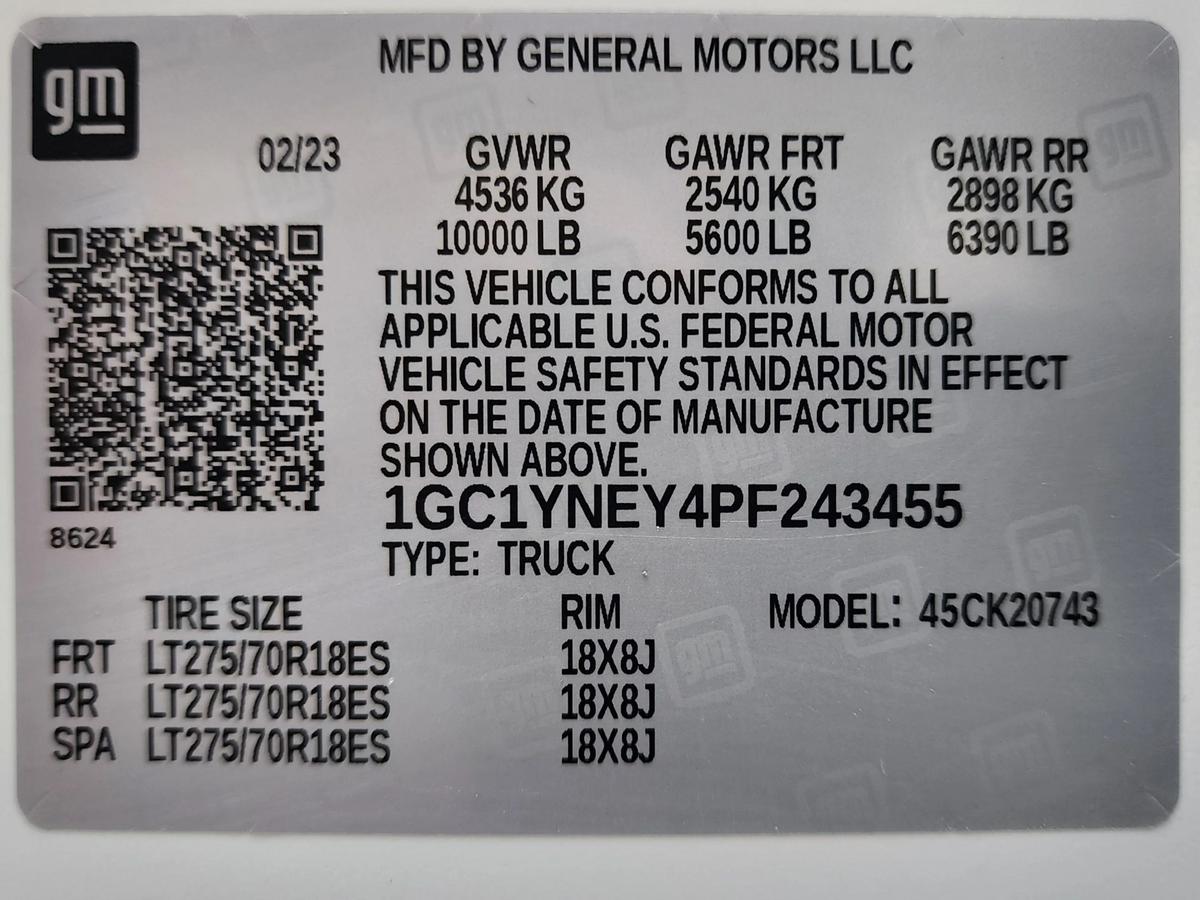 gm
MFD BY GENERAL MOTORS LLC
02/23 GVWR GAWR FRT GAWR RR
4536 KG 2540 KG 2898 KG
10000 LB 5600 LB 6390 LB
THIS VEHICLE CONFORMS TO ALL
APPLICABLE U.S. FEDERAL MOTOR
VEHICLE SAFETY STANDARDS IN EFFECT
ON THE DATE OF MANUFACTURE
SHOWN ABOVE.
1GC1YNEY4PF243455
8624
TYPE: TRUCK
TIRE SIZE RIM MODEL: 45CK20743
FRT LT275/70R18ES 18X8J
RR LT275/70R18ES 18X8J
SPA LT275/70R18ES 18X8J